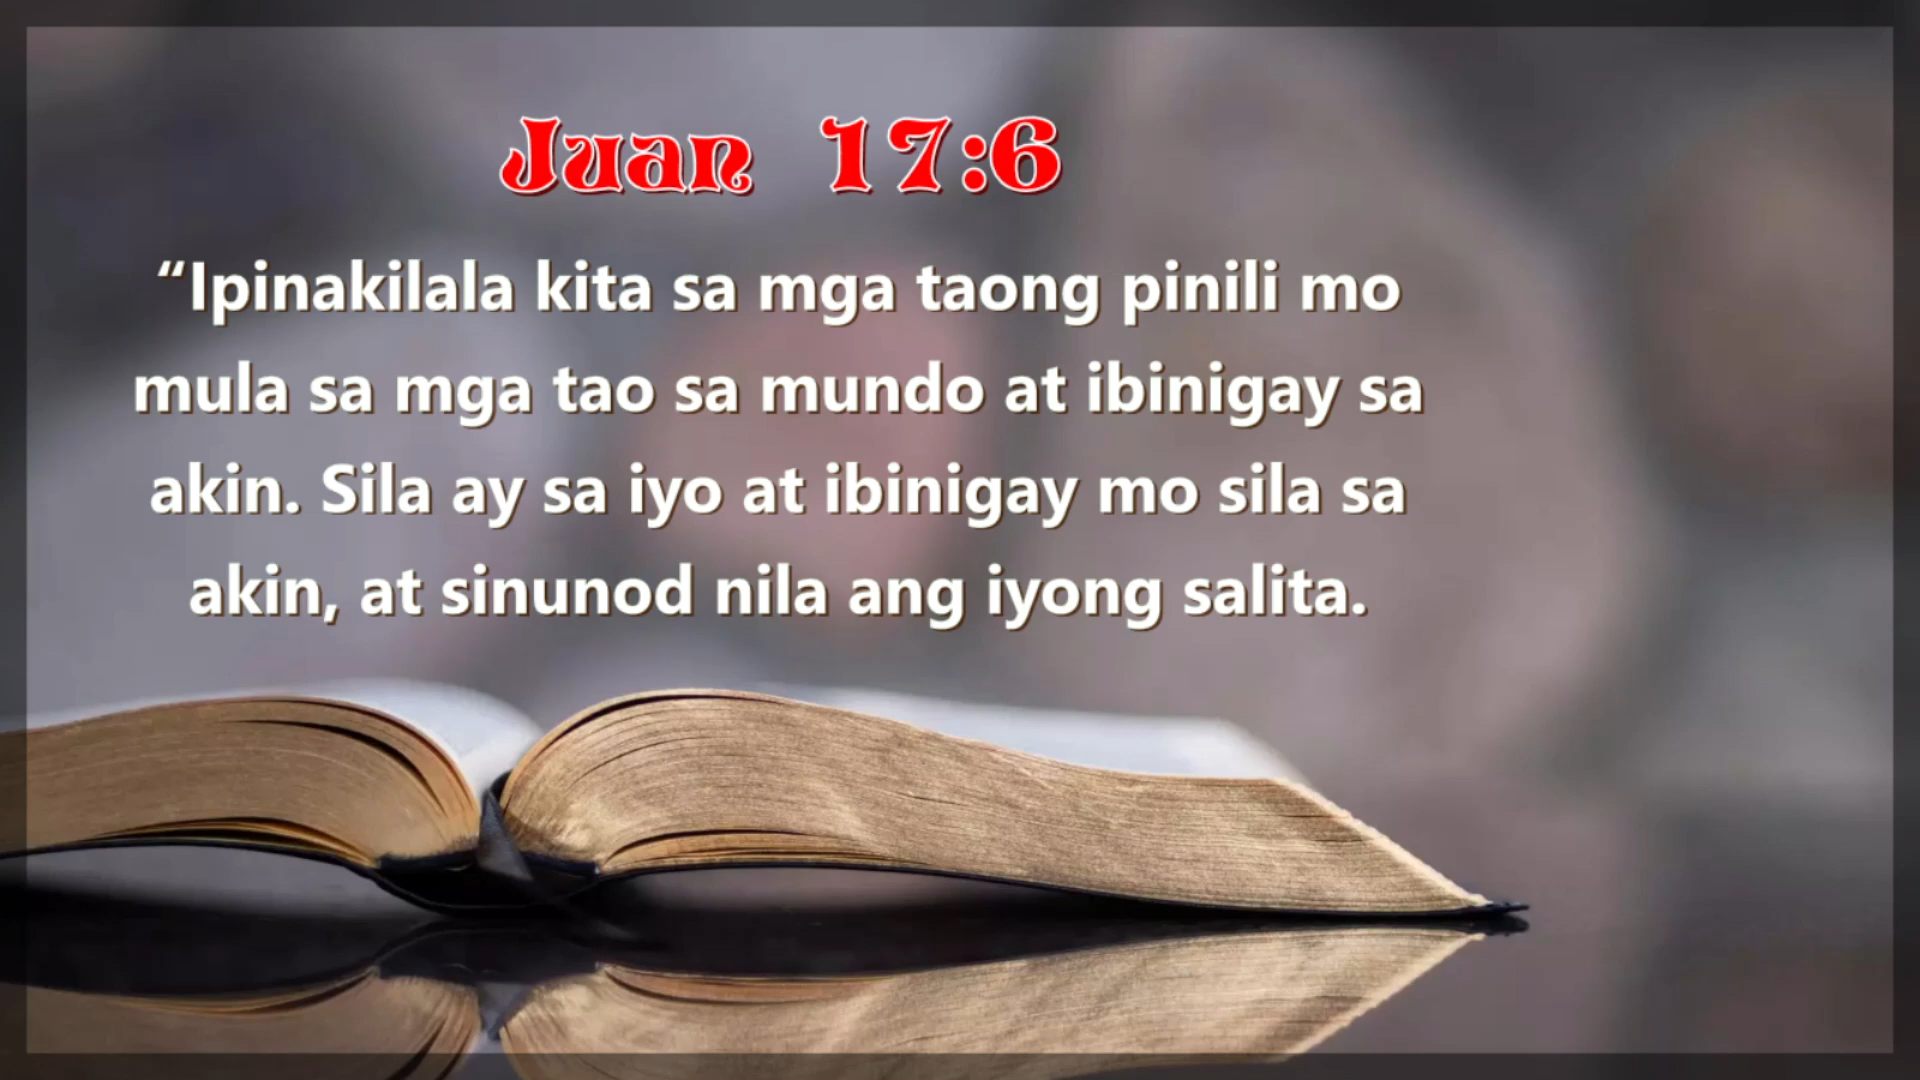 Juan 17:6
“Ipinakilala kita sa mga taong pinili mo
mula sa mga tao sa mundo at ibinigay sa
akin. Sila ay sa iyo at ibinigay mo sila sa
akin, at sinunod nila ang iyong salita.